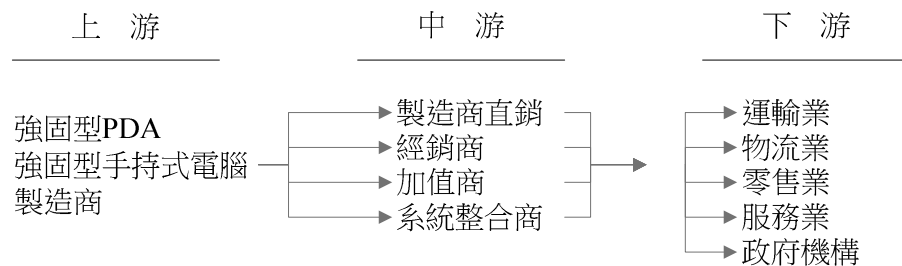 上游
中游
下游
強固型PDA
強固型手持式電腦
製造商
製造商直銷
經銷商
加值商
系統整合商
運輸業
物流業
零售業
服務業
政府機構